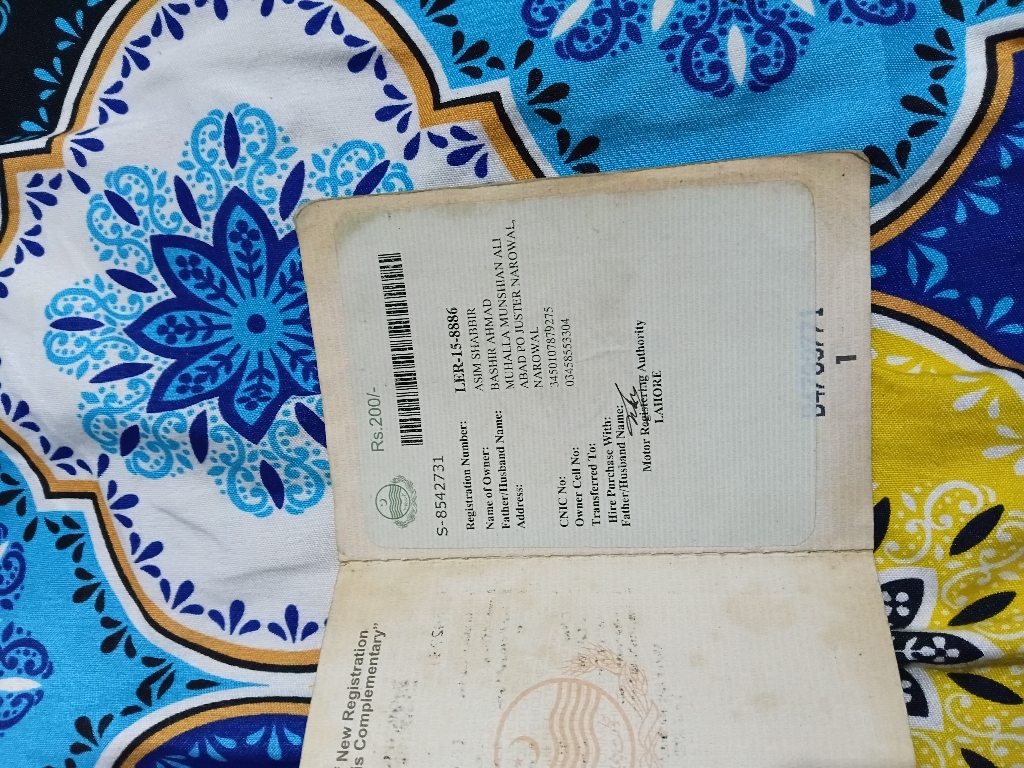 Rs:200/-
S-8542731
Registration Number: LER-15-8886
Name of Owner: ASIM SHABBIR
Father/Husband Name: BASHIR AHMAD
Address: MUHALLA MUNSHIAN ALI
ABAD PO JUSTER NAROWAL,
NAROWAL
CNIC No: 3450107879275
Owner Cell No: 03458553304
Transferred To:
Hire Purchase With:
Father/Husband Name:
Motor Registering Authority
LAHORE
1
New Registration
is Complementary"